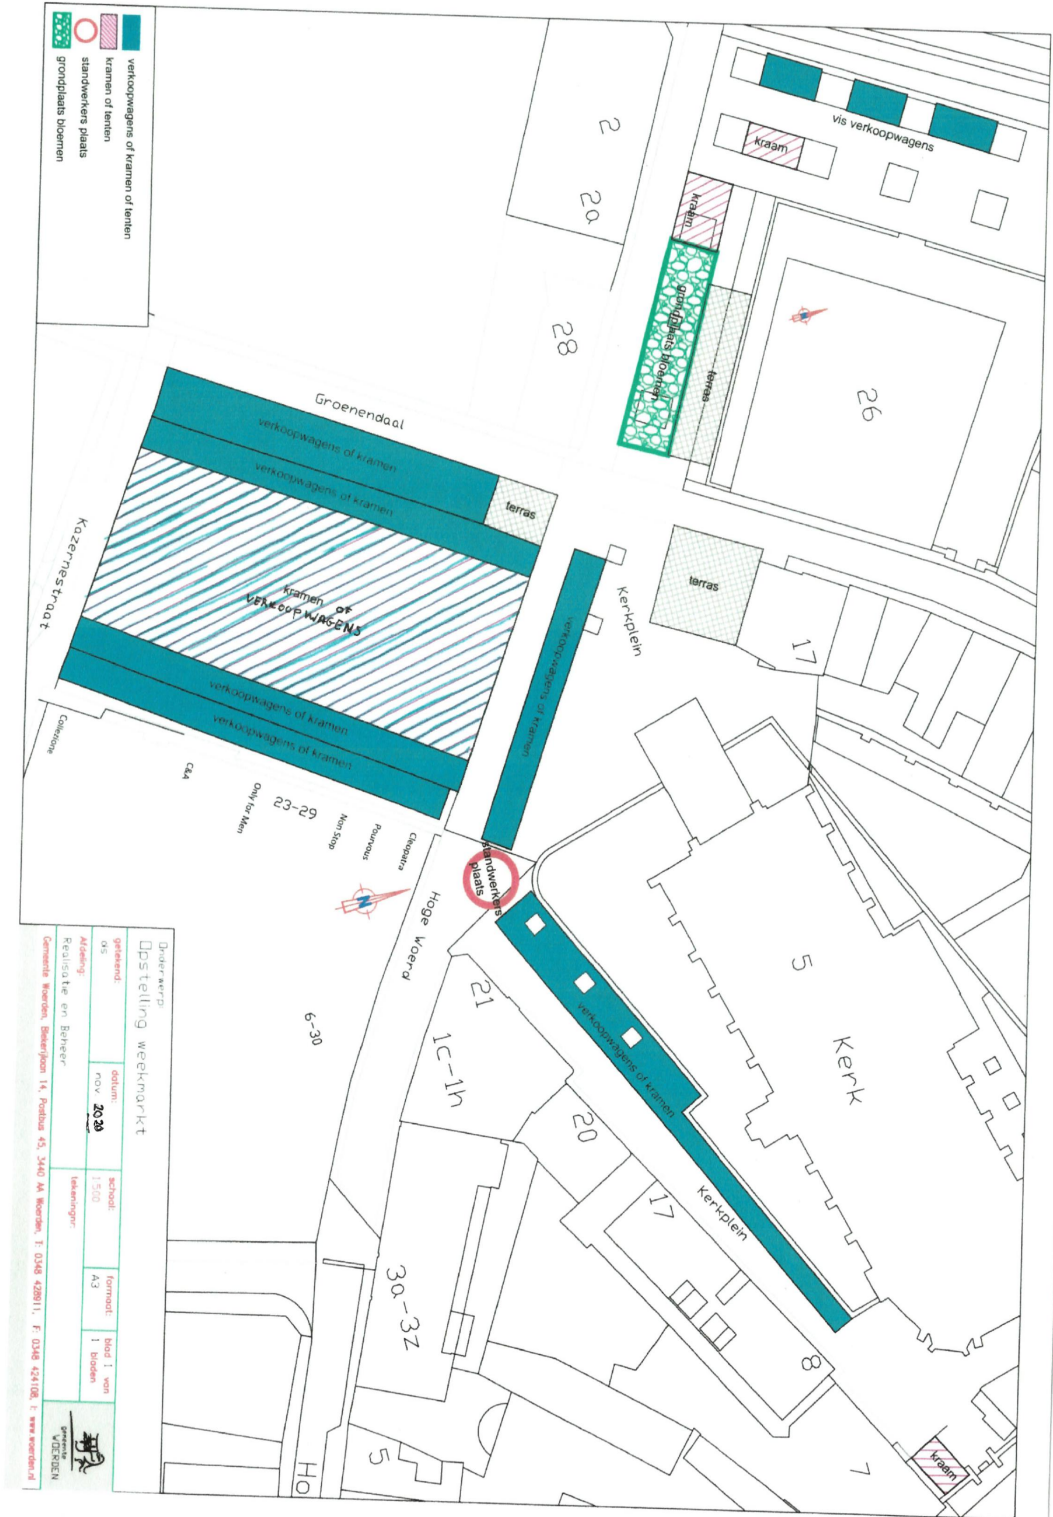 verkoopwagens of kramen of tenten
kramen of tenten
standwerkers plaats
grondplaats bloemen
2
2a
28
vis verkoopwagens
kraam
kraam
grondplaats bloemen
terras
26
N
Groenendaal
verkoopwagens of kramen
verkoopwagens of kramen
terras
kramen OF
VERKOOPWAGENS
verkoopwagens of kramen
verkoopwagens of kramen
Kazernestraat
verkoopwagens of kramen
Kerkplein
terras
17
Collezione
C&A
Only for Men
23-29
Non Stop
Pourvous
Cleopatra
N
Hoge Woerd
standwerkers
plaats
5
Kerk
verkoopwagens of kramen
21
1c-1h
20
17
Kerkplein
6-30
3a-3z
8
7
5
Ho
kraam
Onderwerp:
Opstelling weekmarkt
getekend:
datum:
nov 2020
schaal:
1:500
formaat:
A3
blad 1 van
1 bladen
Afdeling:
Realisatie en Beheer
tekeningnr:
gemeente
WOERDEN
Gemeente Woerden, Blekerijlaan 14, Postbus 45, 3440 AA Woerden, T: 0348 428911, F: 0348 424108, I: www.woerden.nl